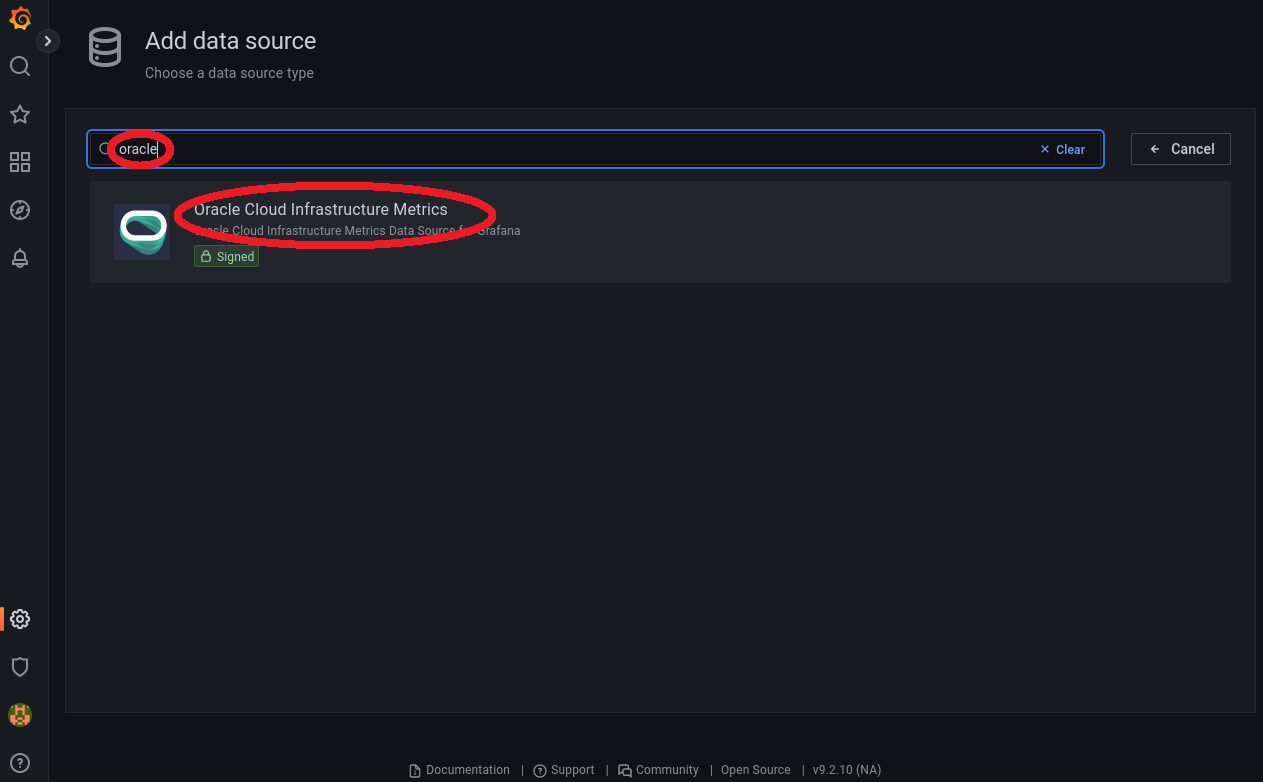 Add data source
Choose a data source type
oracle
Clear
Cancel
Oracle Cloud Infrastructure Metrics
Oracle Cloud Infrastructure Metrics Data Source for Grafana
Signed
Documentation | Support | Community | Open Source | v9.2.10 (NA)